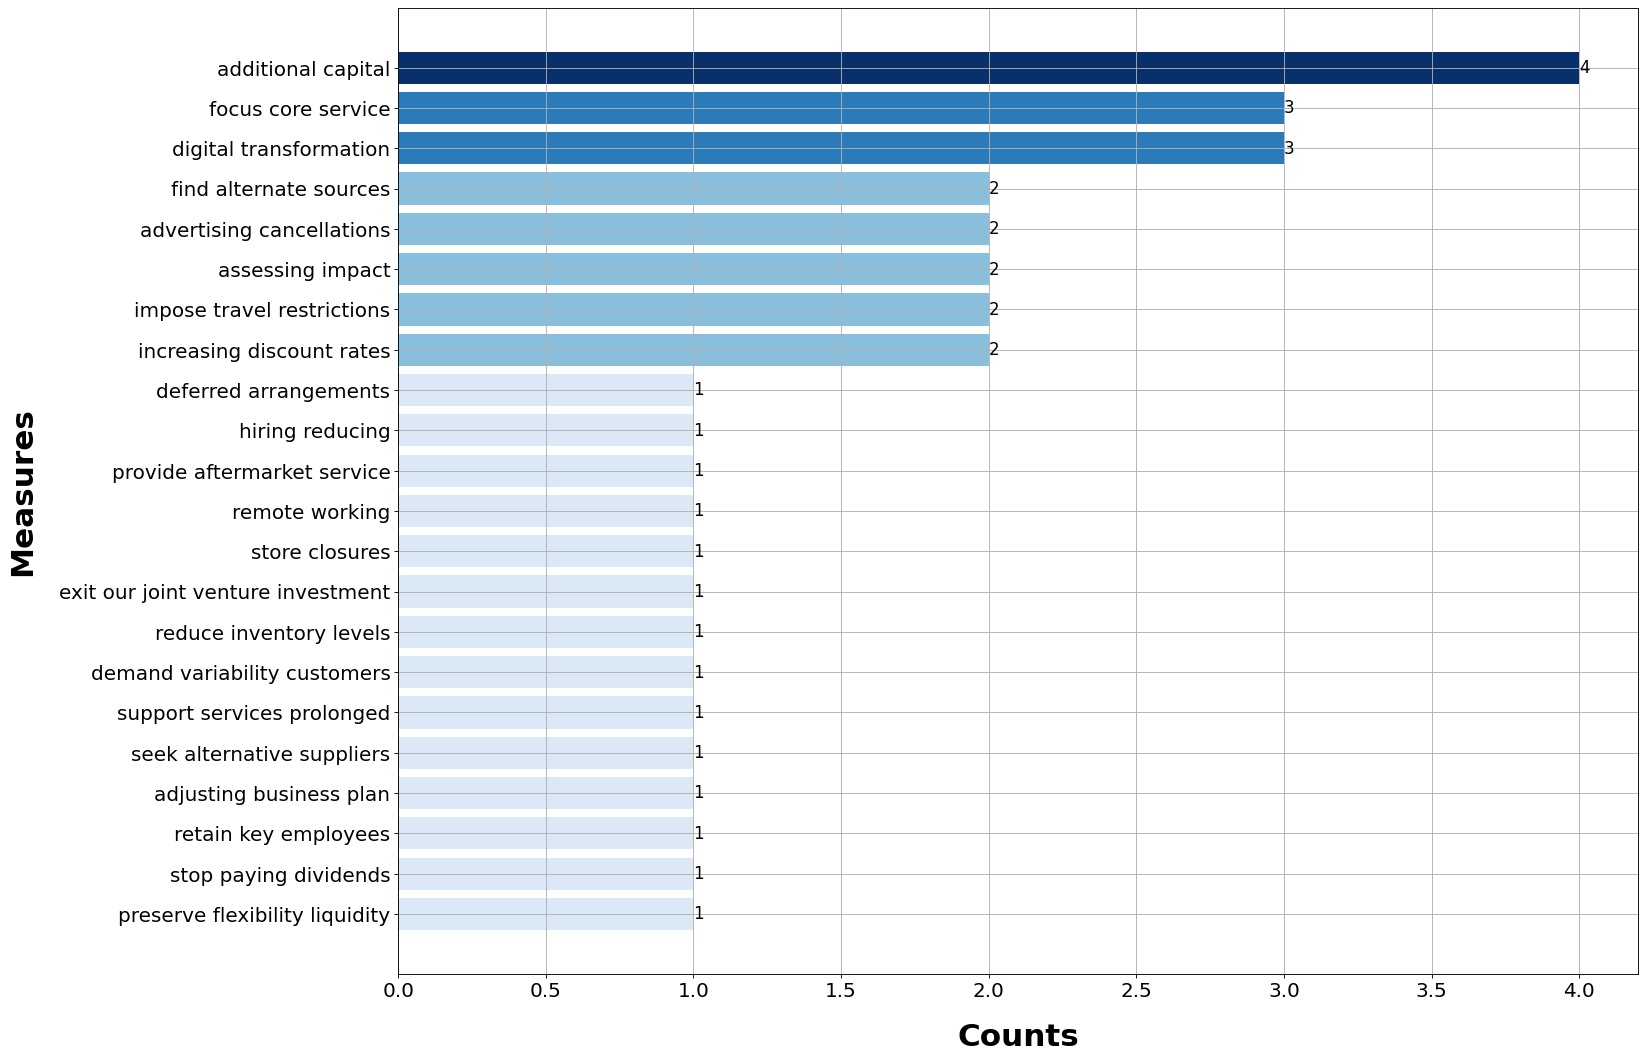 Measures
additional capital 4
focus core service 3
digital transformation 3
find alternate sources 2
advertising cancellations 2
assessing impact 2
impose travel restrictions 2
increasing discount rates 2
deferred arrangements 1
hiring reducing 1
provide aftermarket service 1
remote working 1
store closures 1
exit our joint venture investment 1
reduce inventory levels 1
demand variability customers 1
support services prolonged 1
seek alternative suppliers 1
adjusting business plan 1
retain key employees 1
stop paying dividends 1
preserve flexibility liquidity 1
0.0 0.5 1.0 1.5 2.0 2.5 3.0 3.5 4.0
Counts